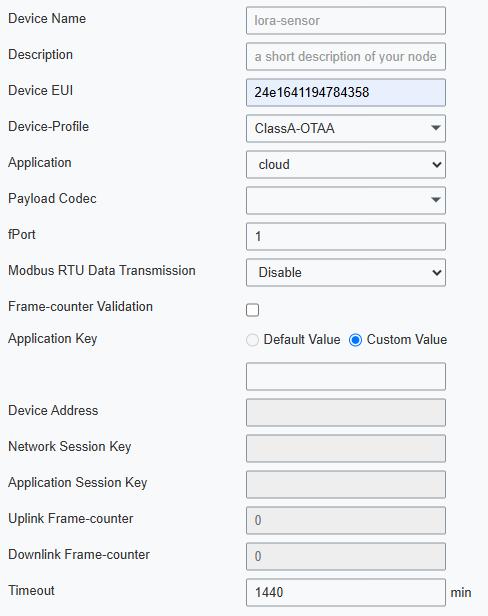 Device Name lora-sensor
Description a short description of your node
Device EUI 24e1641194784358
Device-Profile ClassA-OTAA
Application cloud
Payload Codec
fPort 1
Modbus RTU Data Transmission Disable
Frame-counter Validation
Application Key Default Value Custom Value
Device Address
Network Session Key
Application Session Key
Uplink Frame-counter 0
Downlink Frame-counter 0
Timeout 1440 min